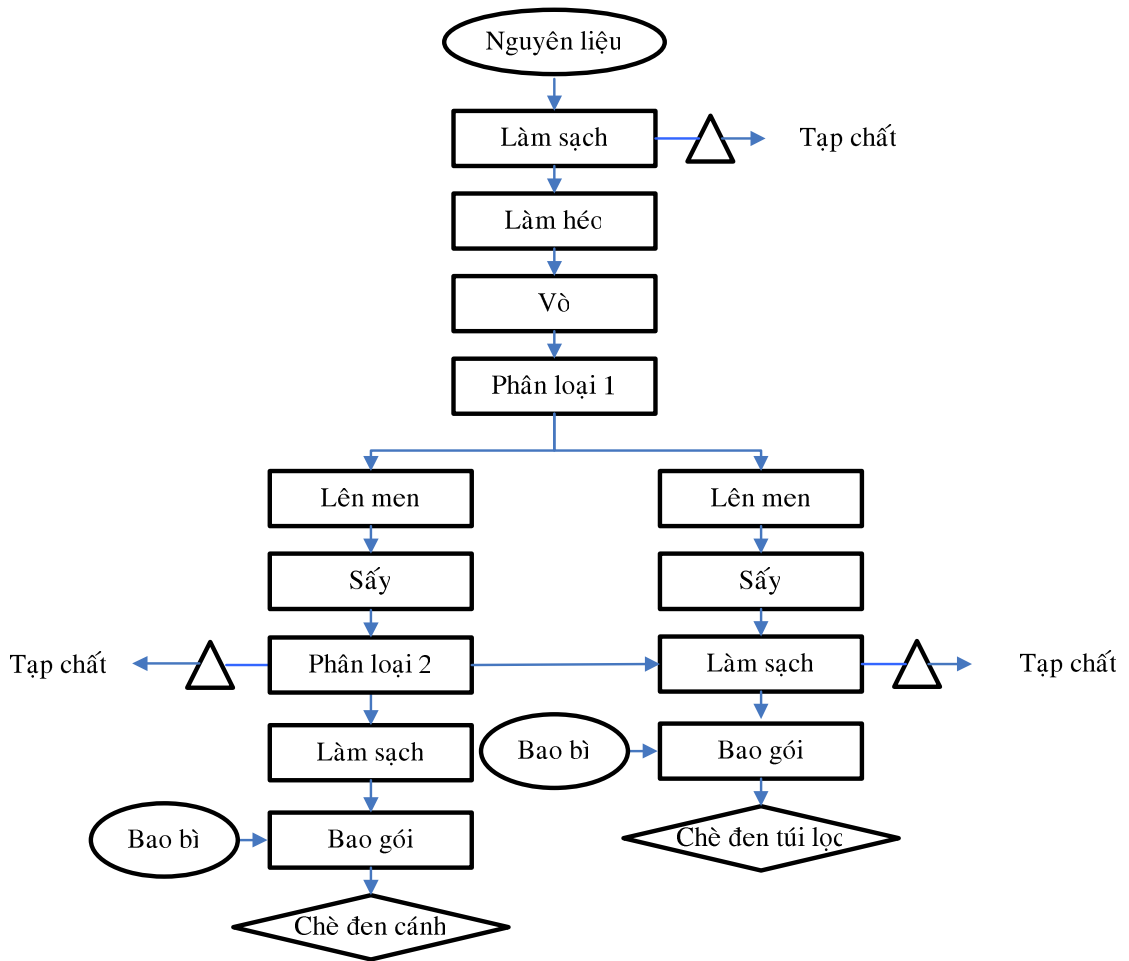 Nguyên liệu
Làm sạch
Tạp chất
Làm héo
Vò
Phân loại 1
Lên men
Lên men
Sấy
Sấy
Tạp chất
Phân loại 2
Làm sạch
Tạp chất
Làm sạch
Bao bì
Bao gói
Bao bì
Bao gói
Chè đen túi lọc
Chè đen cánh